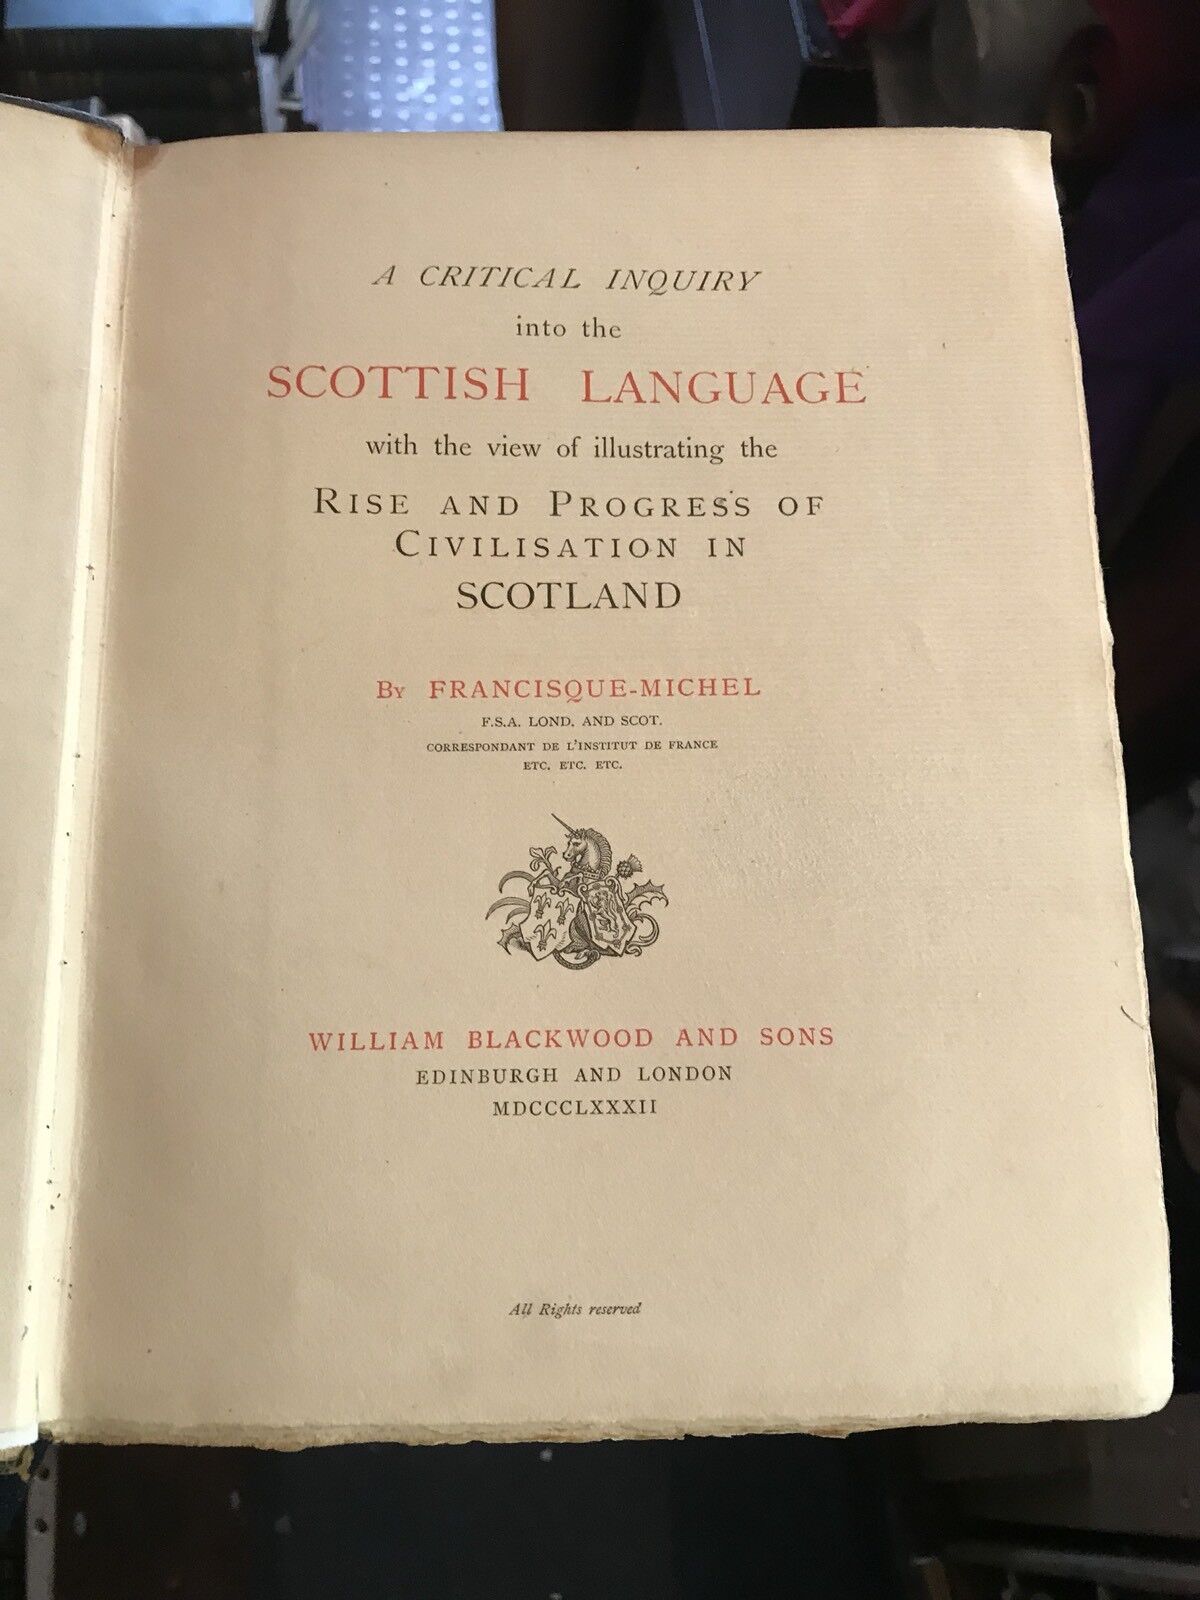 A CRITICAL INQUIRY
into the
SCOTTISH LANGUAGE
with the view of illustrating the
RISE AND PROGRESS OF
CIVILISATION IN
SCOTLAND
BY FRANCISQUE-MICHEL
F.S.A. LOND. AND SCOT.
CORRESPONDANT DE L'INSTITUT DE FRANCE
ETC. ETC. ETC.
WILLIAM BLACKWOOD AND SONS
EDINBURGH AND LONDON
MDCCCLXXXII
All Rights reserved